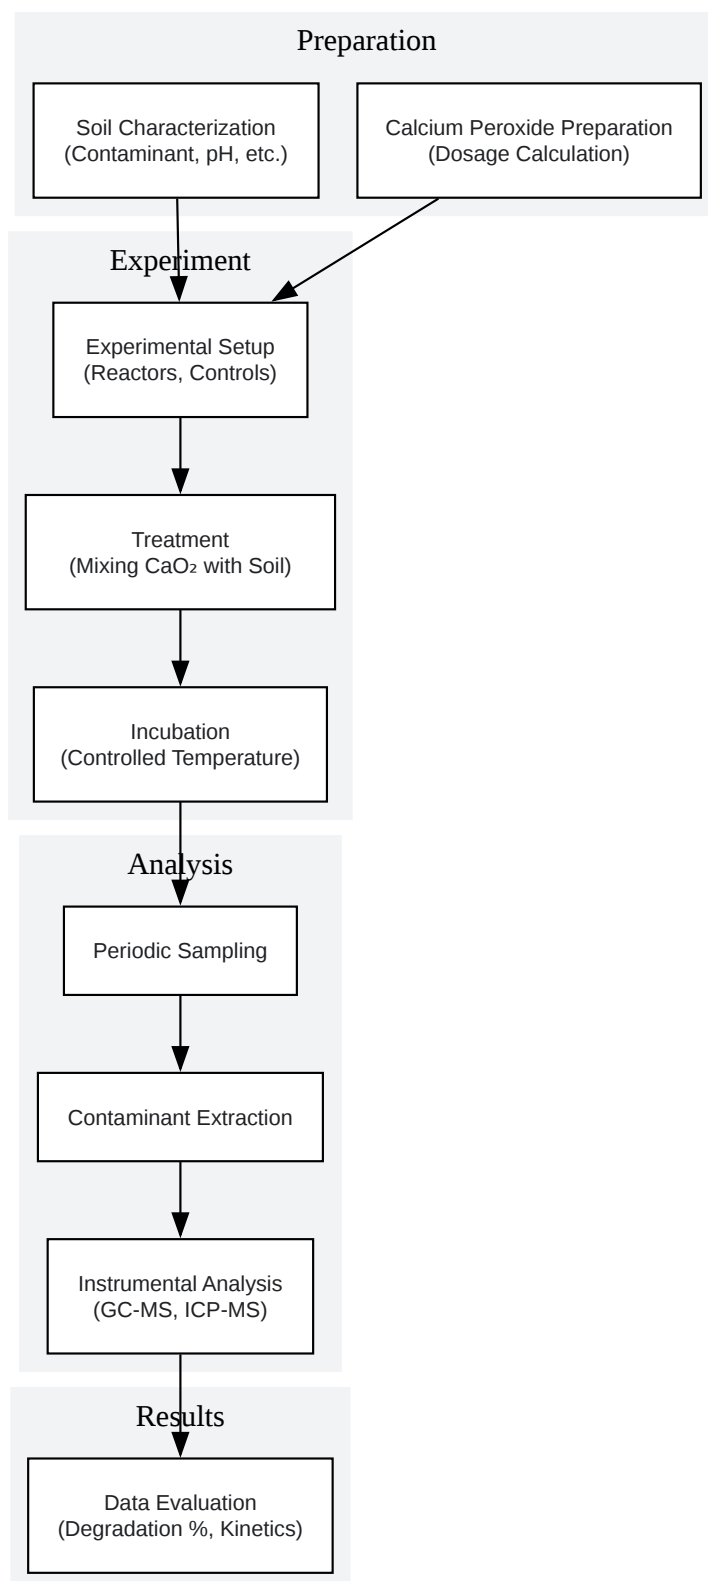 Preparation
Soil Characterization
(Contaminant, pH, etc.)
Calcium Peroxide Preparation
(Dosage Calculation)
Experiment
Experimental Setup
(Reactors, Controls)
Treatment
(Mixing CaO₂ with Soil)
Incubation
(Controlled Temperature)
Analysis
Periodic Sampling
Contaminant Extraction
Instrumental Analysis
(GC-MS, ICP-MS)
Results
Data Evaluation
(Degradation %, Kinetics)